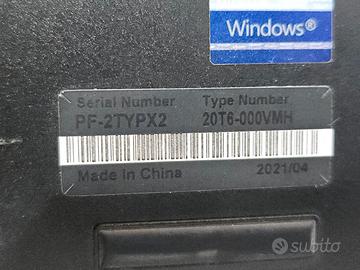 Windows®
Serial Number Type Number
PF-2TYPX2 20T6-000VMH
Made in China 2021/04
subito